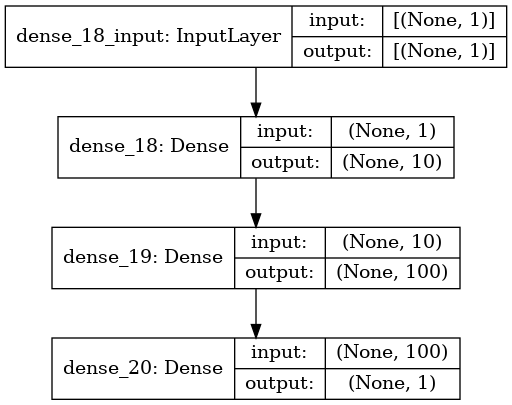 dense_18_input: InputLayer
input: [(None, 1)]
output: [(None, 1)]
dense_18: Dense
input: (None, 1)
output: (None, 10)
dense_19: Dense
input: (None, 10)
output: (None, 100)
dense_20: Dense
input: (None, 100)
output: (None, 1)